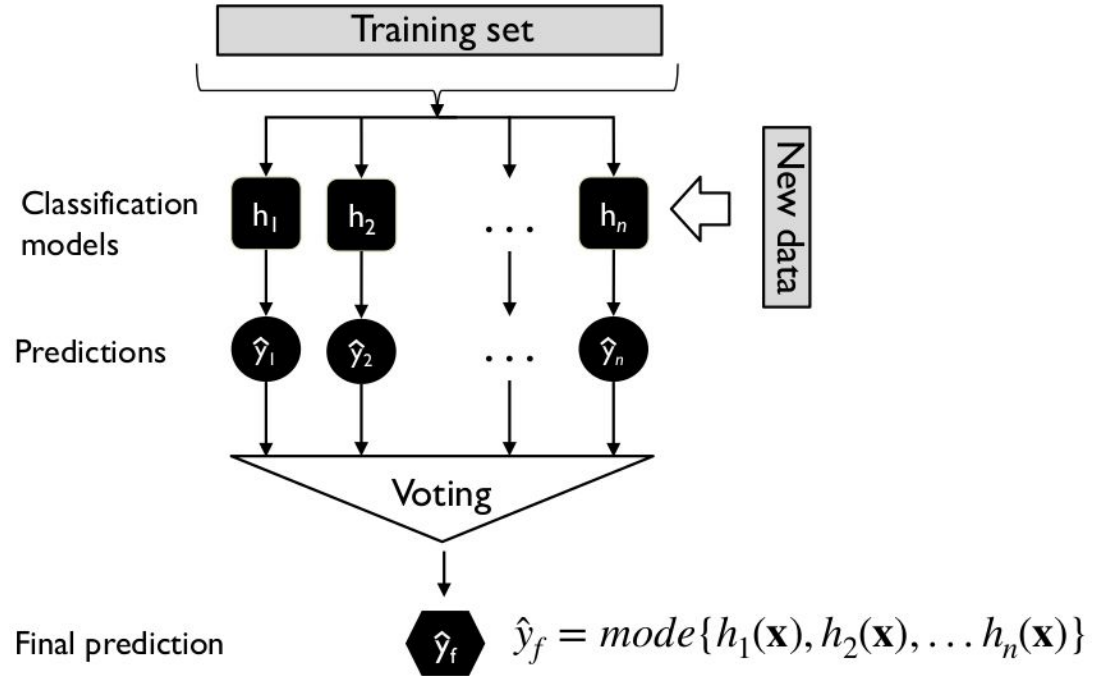 Training set
New data
Classification
models
h₁ h₂ ... hₙ
Predictions
ŷ₁ ŷ₂ ... ŷₙ
Voting
Final prediction
ŷf ŷf = mode{h₁(x), h₂(x), ... hₙ(x)}